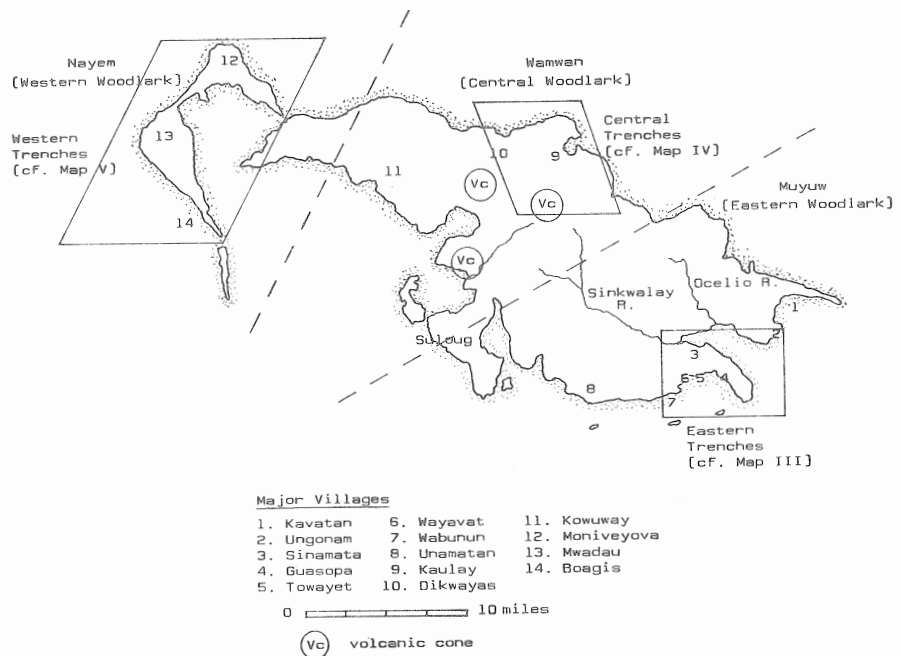 Nayem
(Western Woodlark)
Wamwan
(Central Woodlark)
Western
Trenches
(cf. Map V)
Central
Trenches
(cf. Map IV)
Muyuw
(Eastern Woodlark)
12
13
14
11
10
9
Vc
Vc
Vc
Sinkwalay
R.
Ocelio R.
Suloug
1
2
3
6 5 4
7
8
Eastern
Trenches
(cf. Map III)
Major Villages
1. Kavatan
2. Ungonam
3. Sinamata
4. Guasopa
5. Towayet
6. Wayavat
7. Wabunun
8. Unamatan
9. Kaulay
10. Dikwayas
11. Kowuway
12. Moniveyova
13. Mwadau
14. Boagis
0 10 miles
Vc volcanic cone